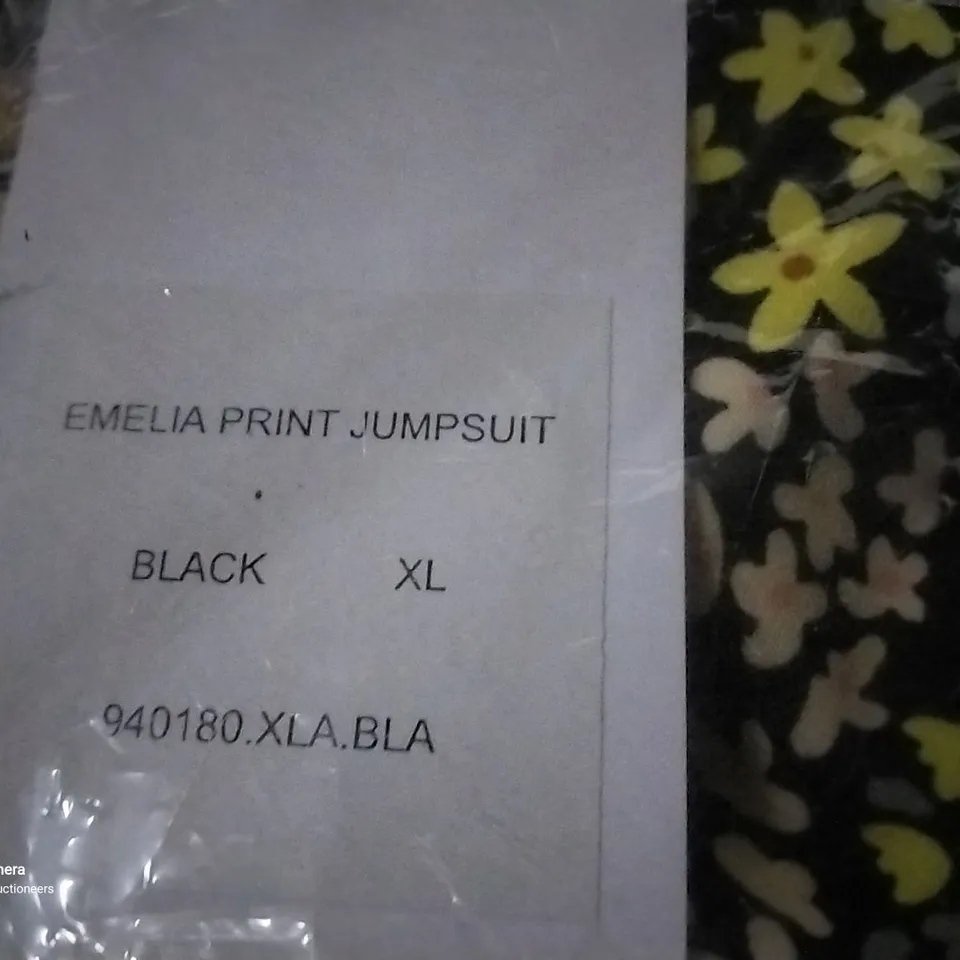 EMELIA PRINT JUMPSUIT
BLACK XL
940180.XLA.BLA